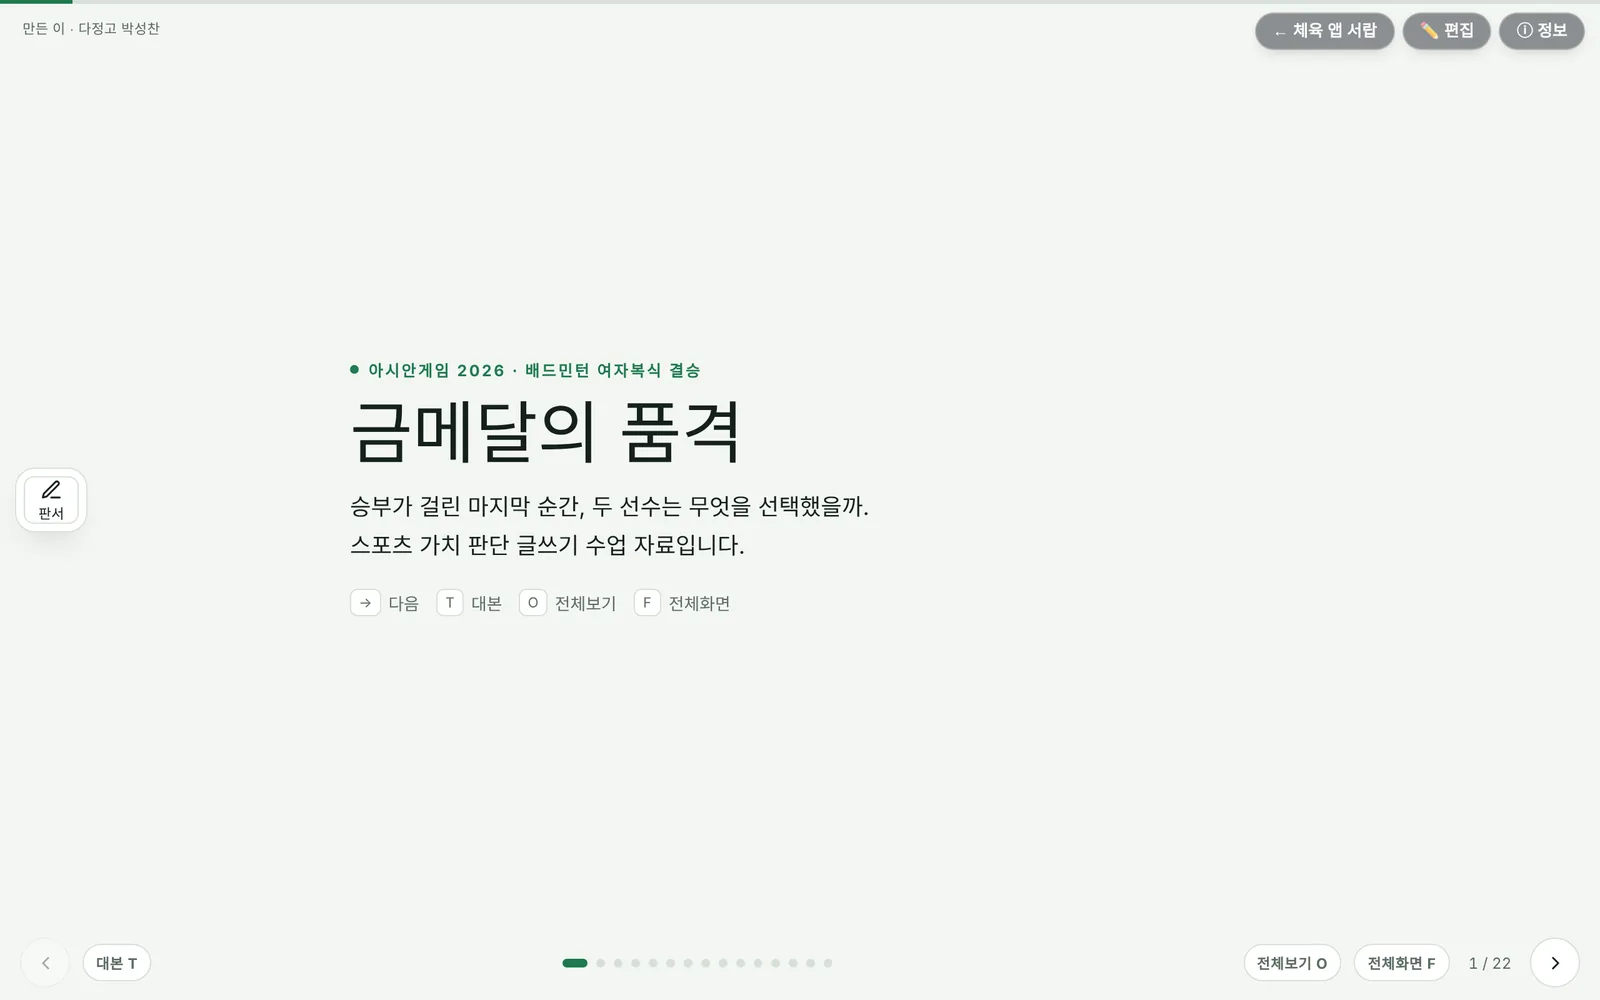 만든 이 · 다정고 박성찬
← 체육 앱 서랍
✏️ 편집
ⓘ 정보
아시안게임 2026 · 배드민턴 여자복식 결승
금메달의 품격
승부가 걸린 마지막 순간, 두 선수는 무엇을 선택했을까.
스포츠 가치 판단 글쓰기 수업 자료입니다.
→ 다음 T 대본 O 전체보기 F 전체화면
판서
대본 T
전체보기 O
전체화면 F
1 / 22